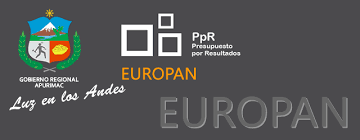 GOBIERNO REGIONAL
APURIMAC
Luz en los Andes
PpR
Presupuesto
por Resultados
EUROPAN
EUROPAN